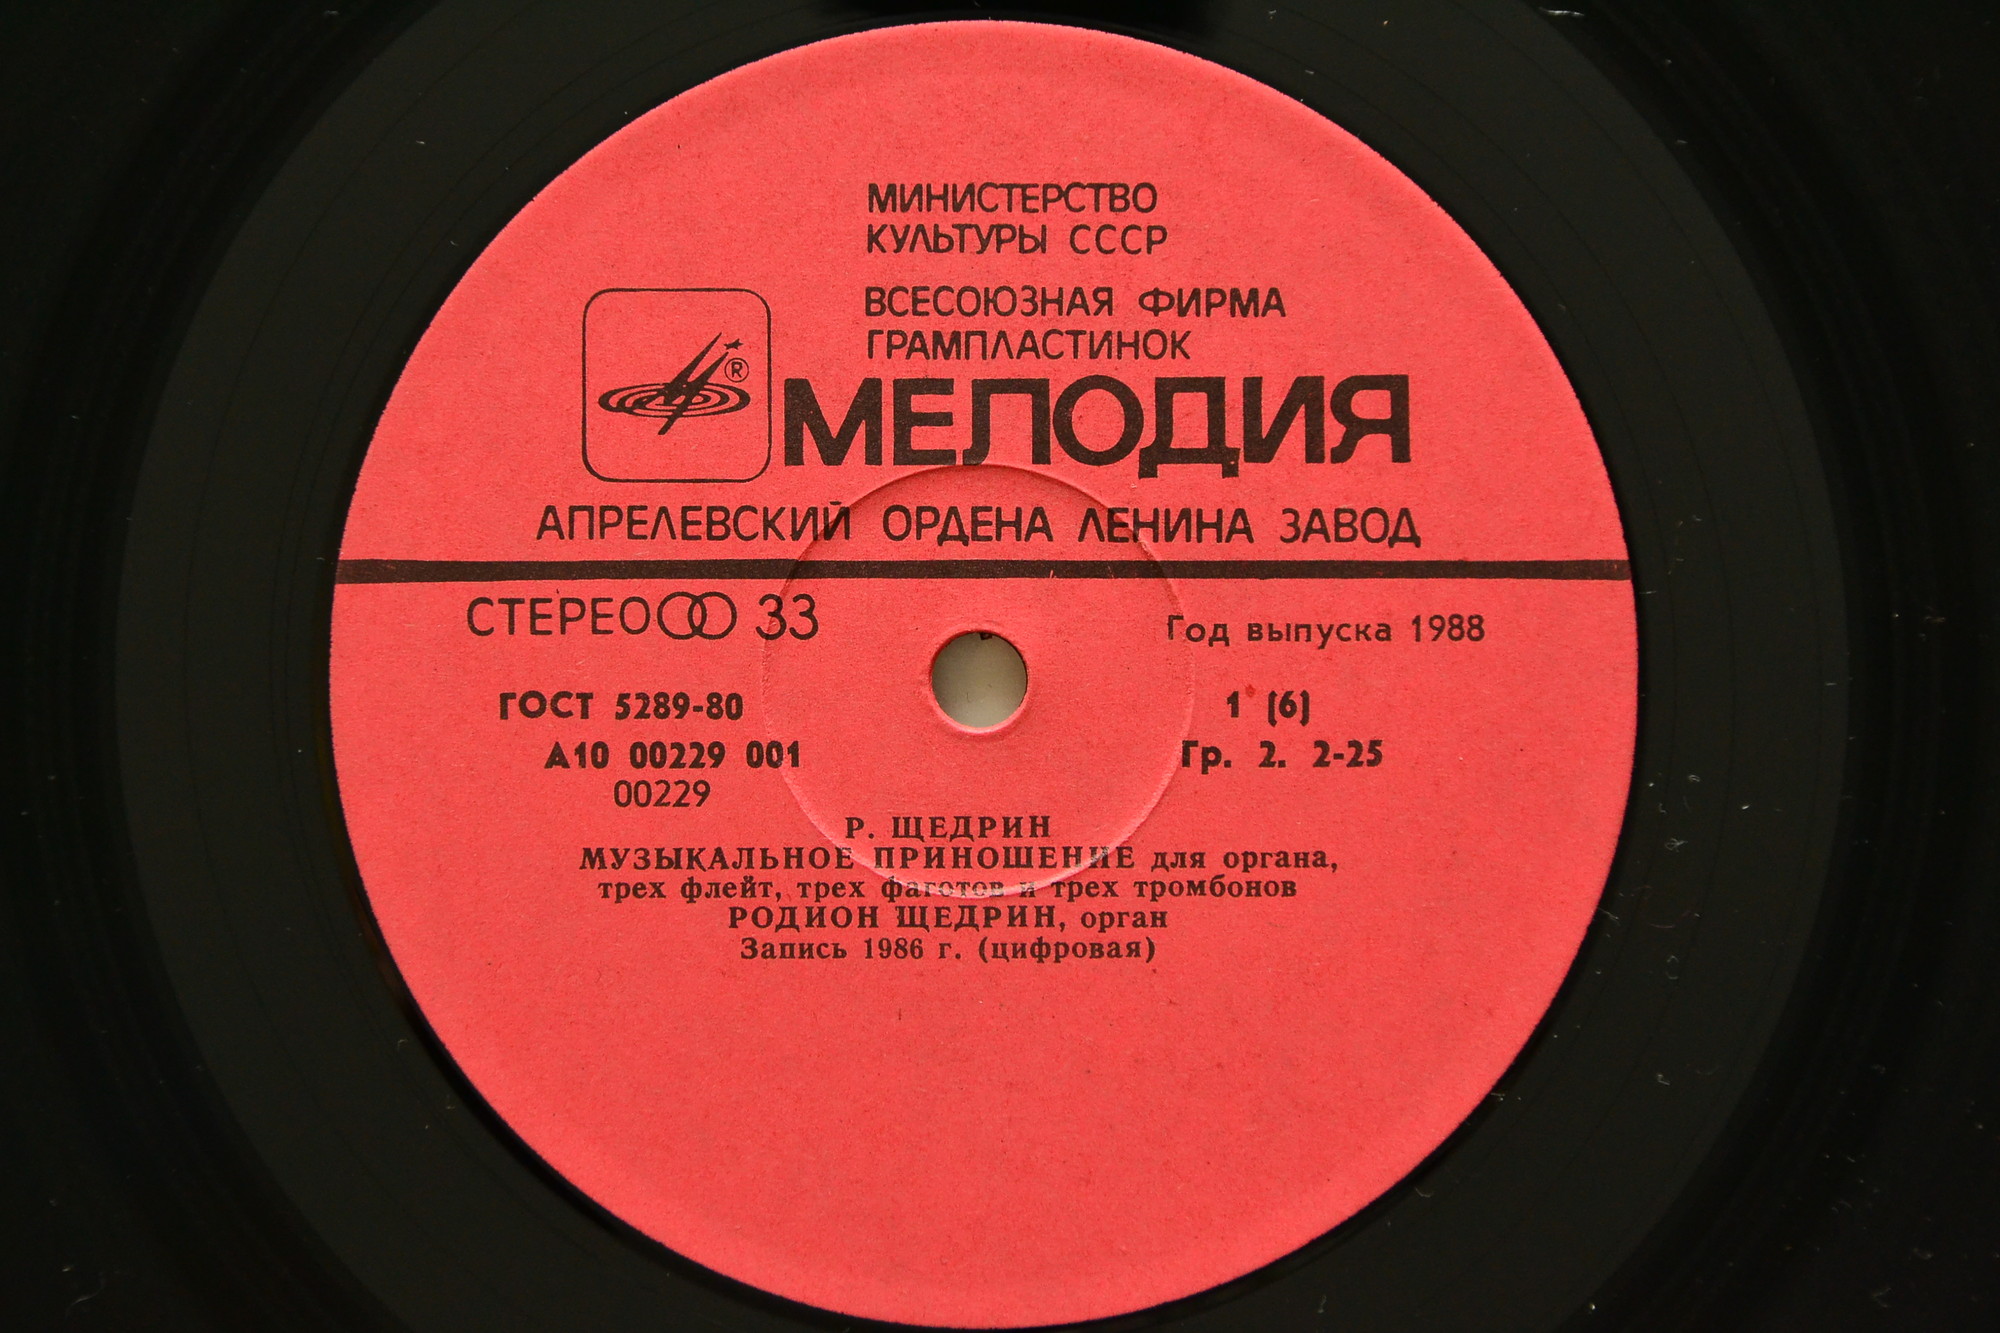 МИНИСТЕРСТВО
КУЛЬТУРЫ СССР
ВСЕСОЮЗНАЯ ФИРМА
ГРАМПЛАСТИНОК
®
МЕЛОДИЯ
АПРЕЛЕВСКИЙ ОРДЕНА ЛЕНИНА ЗАВОД
СТЕРЕО 33
Год выпуска 1988
ГОСТ 5289-80
1 (6)
А10 00229 001
Гр. 2. 2-25
00229
Р. ЩЕДРИН
МУЗЫКАЛЬНОЕ ПРИНОШЕНИЕ для органа,
трех флейт, трех фаготов и трех тромбонов
РОДИОН ЩЕДРИН, орган
Запись 1986 г. (цифровая)